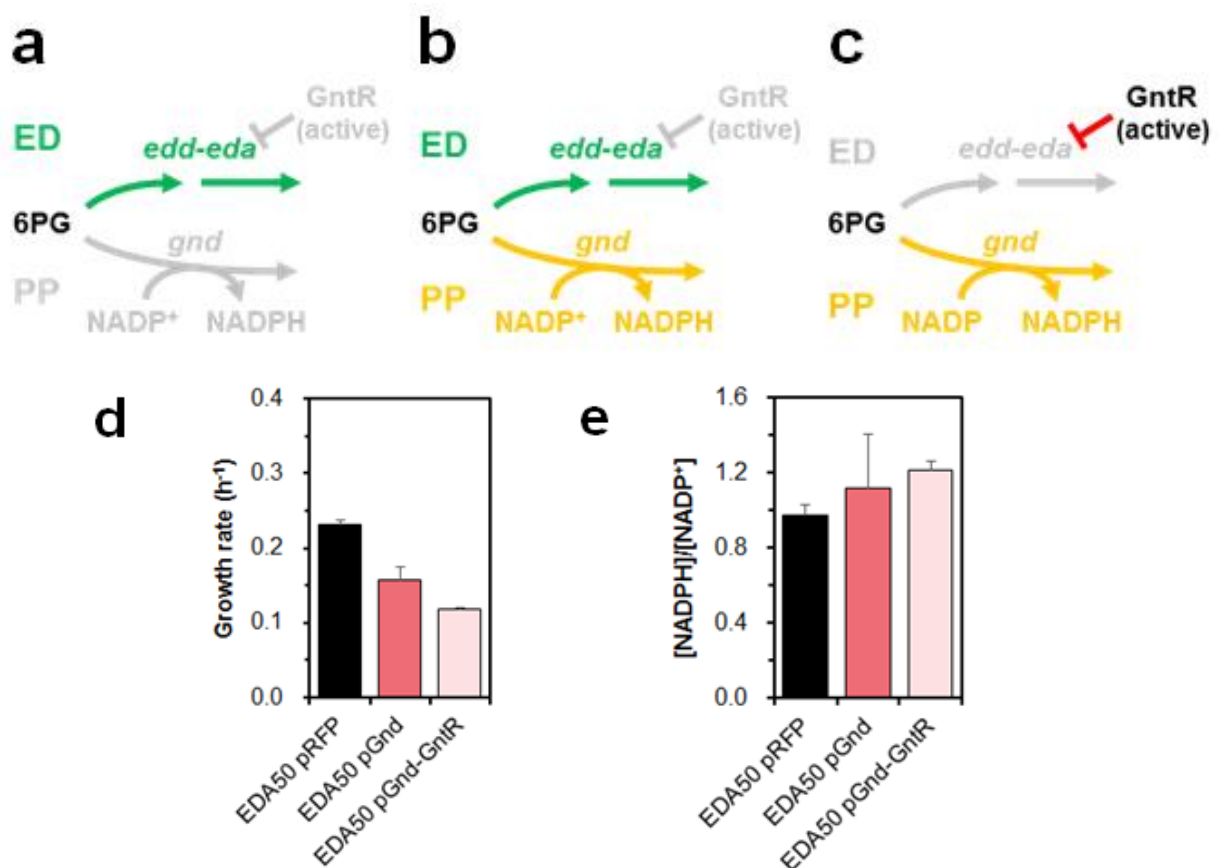 a
ED
edd-eda
GntR
(active)
6PG
gnd
PP
NADP⁺ NADPH
b
ED
edd-eda
GntR
(active)
6PG
gnd
PP
NADP⁺ NADPH
c
ED
edd-eda
GntR
(active)
6PG
gnd
PP
NADP NADPH
d
Growth rate (h⁻¹)
0.4
0.3
0.2
0.1
0.0
EDA50 pRFP
EDA50 pGnd
EDA50 pGnd-GntR
e
[NADPH]/[NADP⁺]
1.6
1.2
0.8
0.4
0.0
EDA50 pRFP
EDA50 pGnd
EDA50 pGnd-GntR